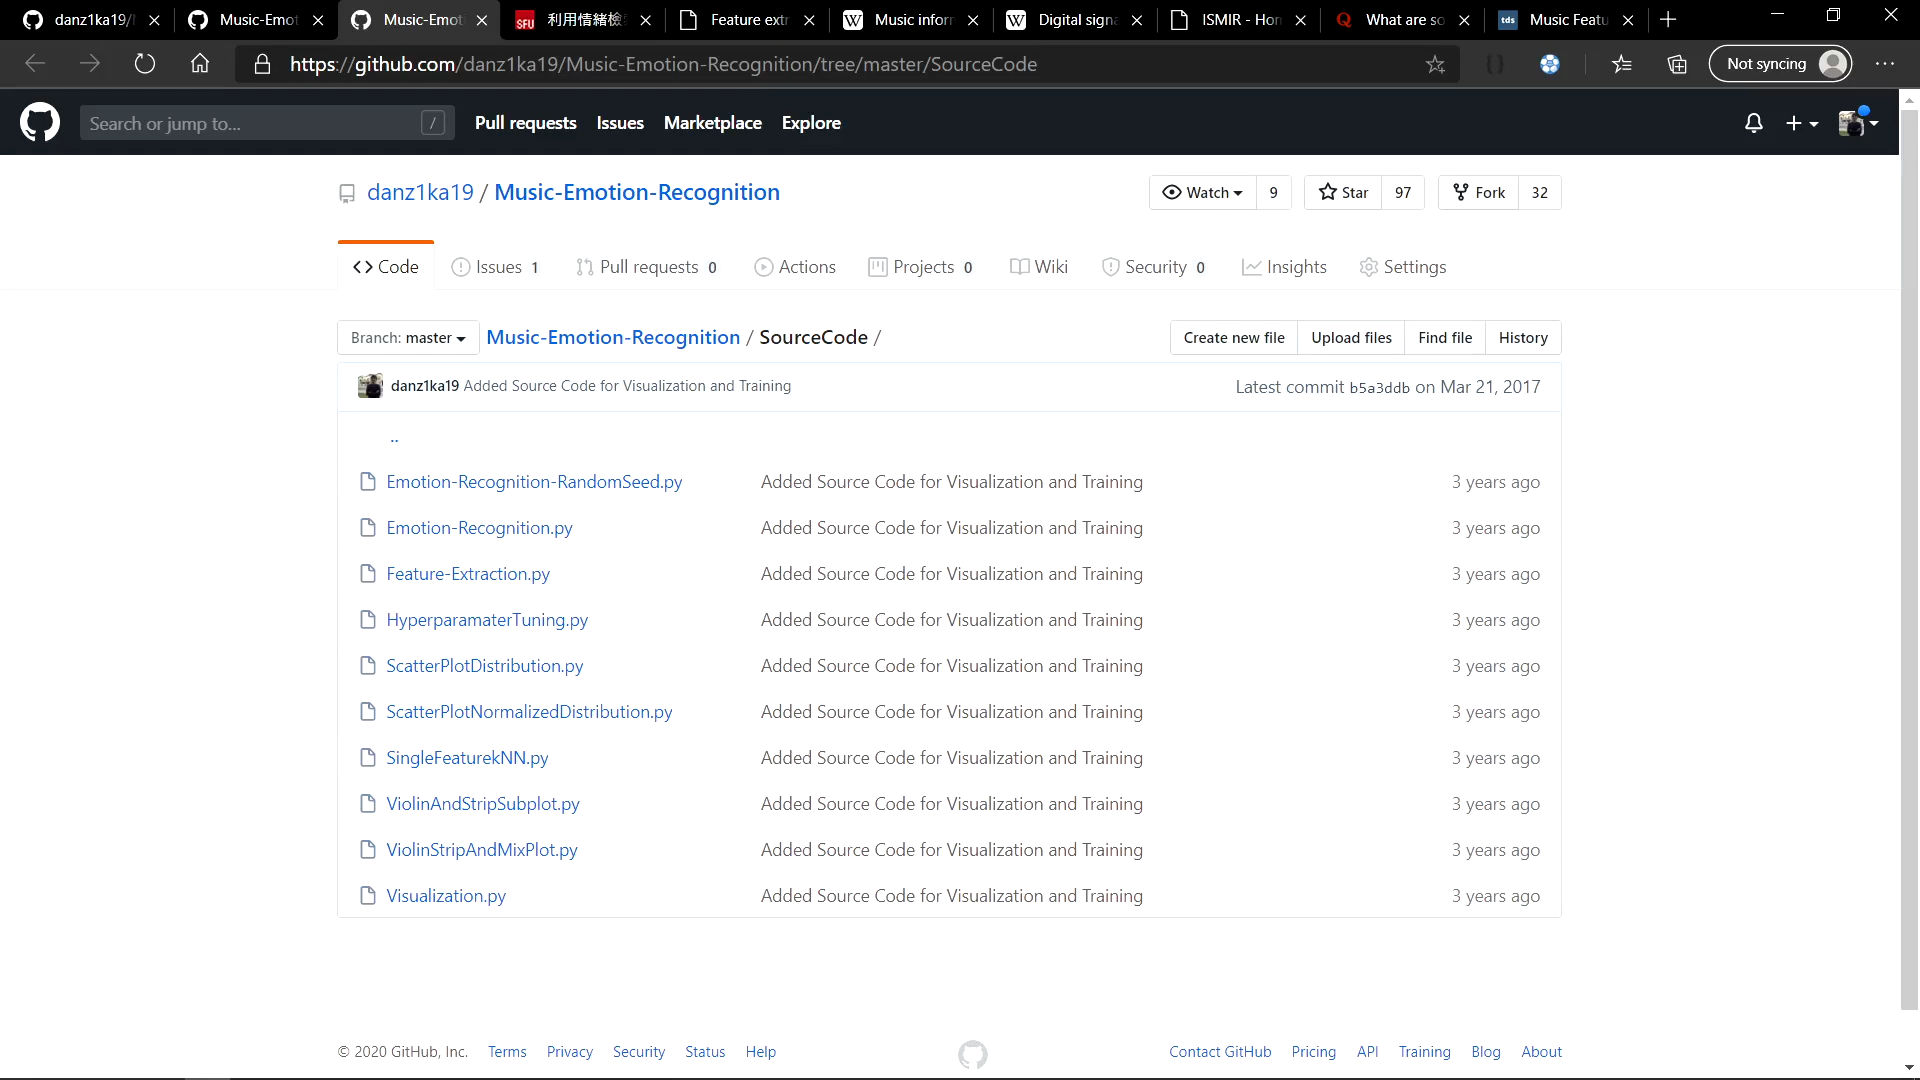 danz1ka19/ Music-Emot Music-Emot SFU 利用情緒檢 Feature extr W Music inforr W Digital signa ISMIR - Hon Q What are so tds Music Featu
https://github.com/danz1ka19/Music-Emotion-Recognition/tree/master/SourceCode Not syncing
Search or jump to... / Pull requests Issues Marketplace Explore
danz1ka19 / Music-Emotion-Recognition Watch 9 Star 97 Fork 32
Code Issues 1 Pull requests 0 Actions Projects 0 Wiki Security 0 Insights Settings
Branch: master Music-Emotion-Recognition / SourceCode / Create new file Upload files Find file History
danz1ka19 Added Source Code for Visualization and Training Latest commit b5a3ddb on Mar 21, 2017
..
Emotion-Recognition-RandomSeed.py Added Source Code for Visualization and Training 3 years ago
Emotion-Recognition.py Added Source Code for Visualization and Training 3 years ago
Feature-Extraction.py Added Source Code for Visualization and Training 3 years ago
HyperparamaterTuning.py Added Source Code for Visualization and Training 3 years ago
ScatterPlotDistribution.py Added Source Code for Visualization and Training 3 years ago
ScatterPlotNormalizedDistribution.py Added Source Code for Visualization and Training 3 years ago
SingleFeaturekNN.py Added Source Code for Visualization and Training 3 years ago
ViolinAndStripSubplot.py Added Source Code for Visualization and Training 3 years ago
ViolinStripAndMixPlot.py Added Source Code for Visualization and Training 3 years ago
Visualization.py Added Source Code for Visualization and Training 3 years ago
© 2020 GitHub, Inc. Terms Privacy Security Status Help Contact GitHub Pricing API Training Blog About